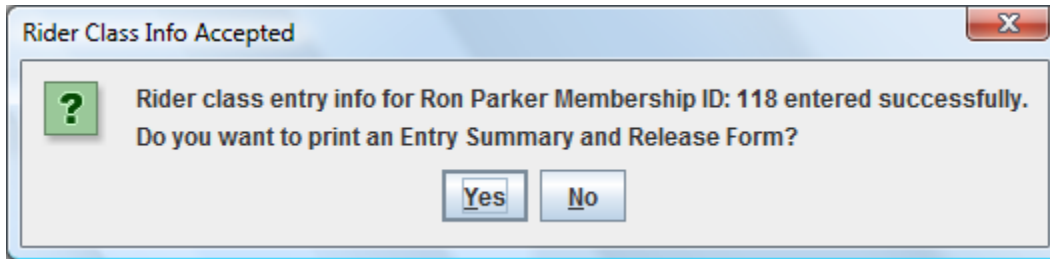 Rider Class Info Accepted
X
?
Rider class entry info for Ron Parker Membership ID: 118 entered successfully.
Do you want to print an Entry Summary and Release Form?
Yes No